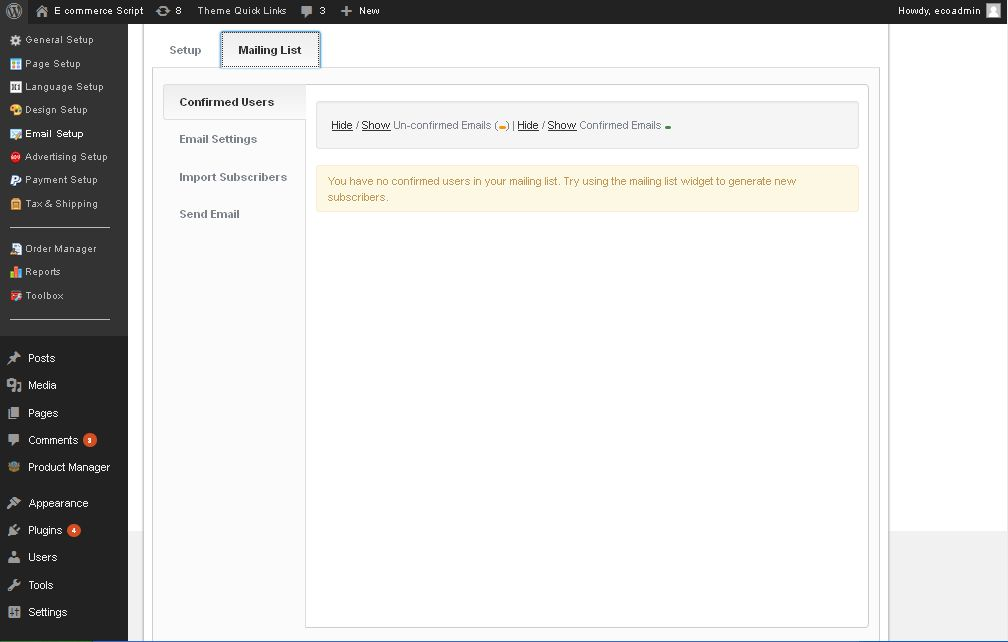 E commerce Script 8 Theme Quick Links 3 New Howdy, ecoadmin
General Setup
Page Setup
Language Setup
Design Setup
Email Setup
Advertising Setup
Payment Setup
Tax & Shipping
Order Manager
Reports
Toolbox
Posts
Media
Pages
Comments 3
Product Manager
Appearance
Plugins 4
Users
Tools
Settings
Setup Mailing List
Confirmed Users
Email Settings
Import Subscribers
Send Email
Hide / Show Un-confirmed Emails ( ) | Hide / Show Confirmed Emails
You have no confirmed users in your mailing list. Try using the mailing list widget to generate new
subscribers.